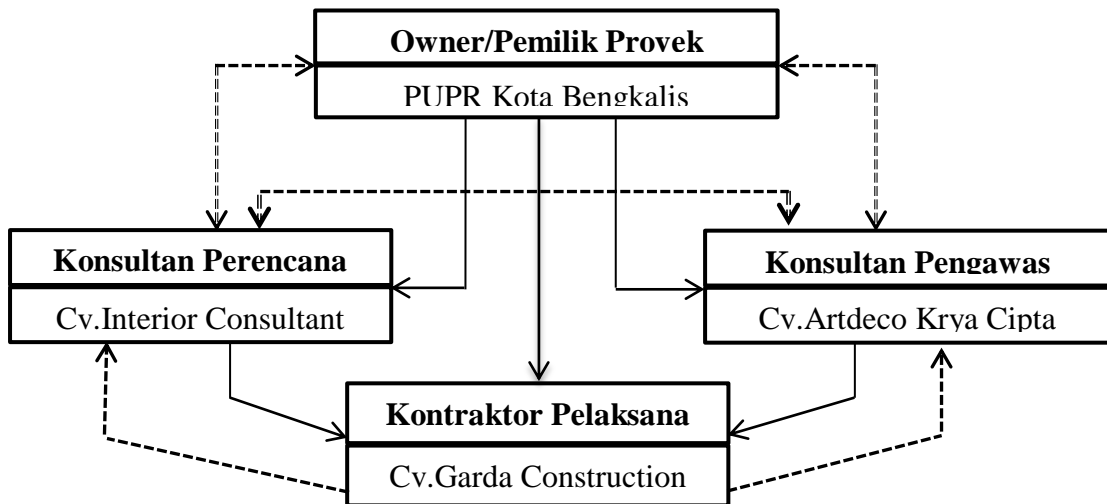 Owner/Pemilik Proyek
PUPR Kota Bengkalis
Konsultan Perencana
Cv.Interior Consultant
Konsultan Pengawas
Cv.Artdeco Krya Cipta
Kontraktor Pelaksana
Cv.Garda Construction